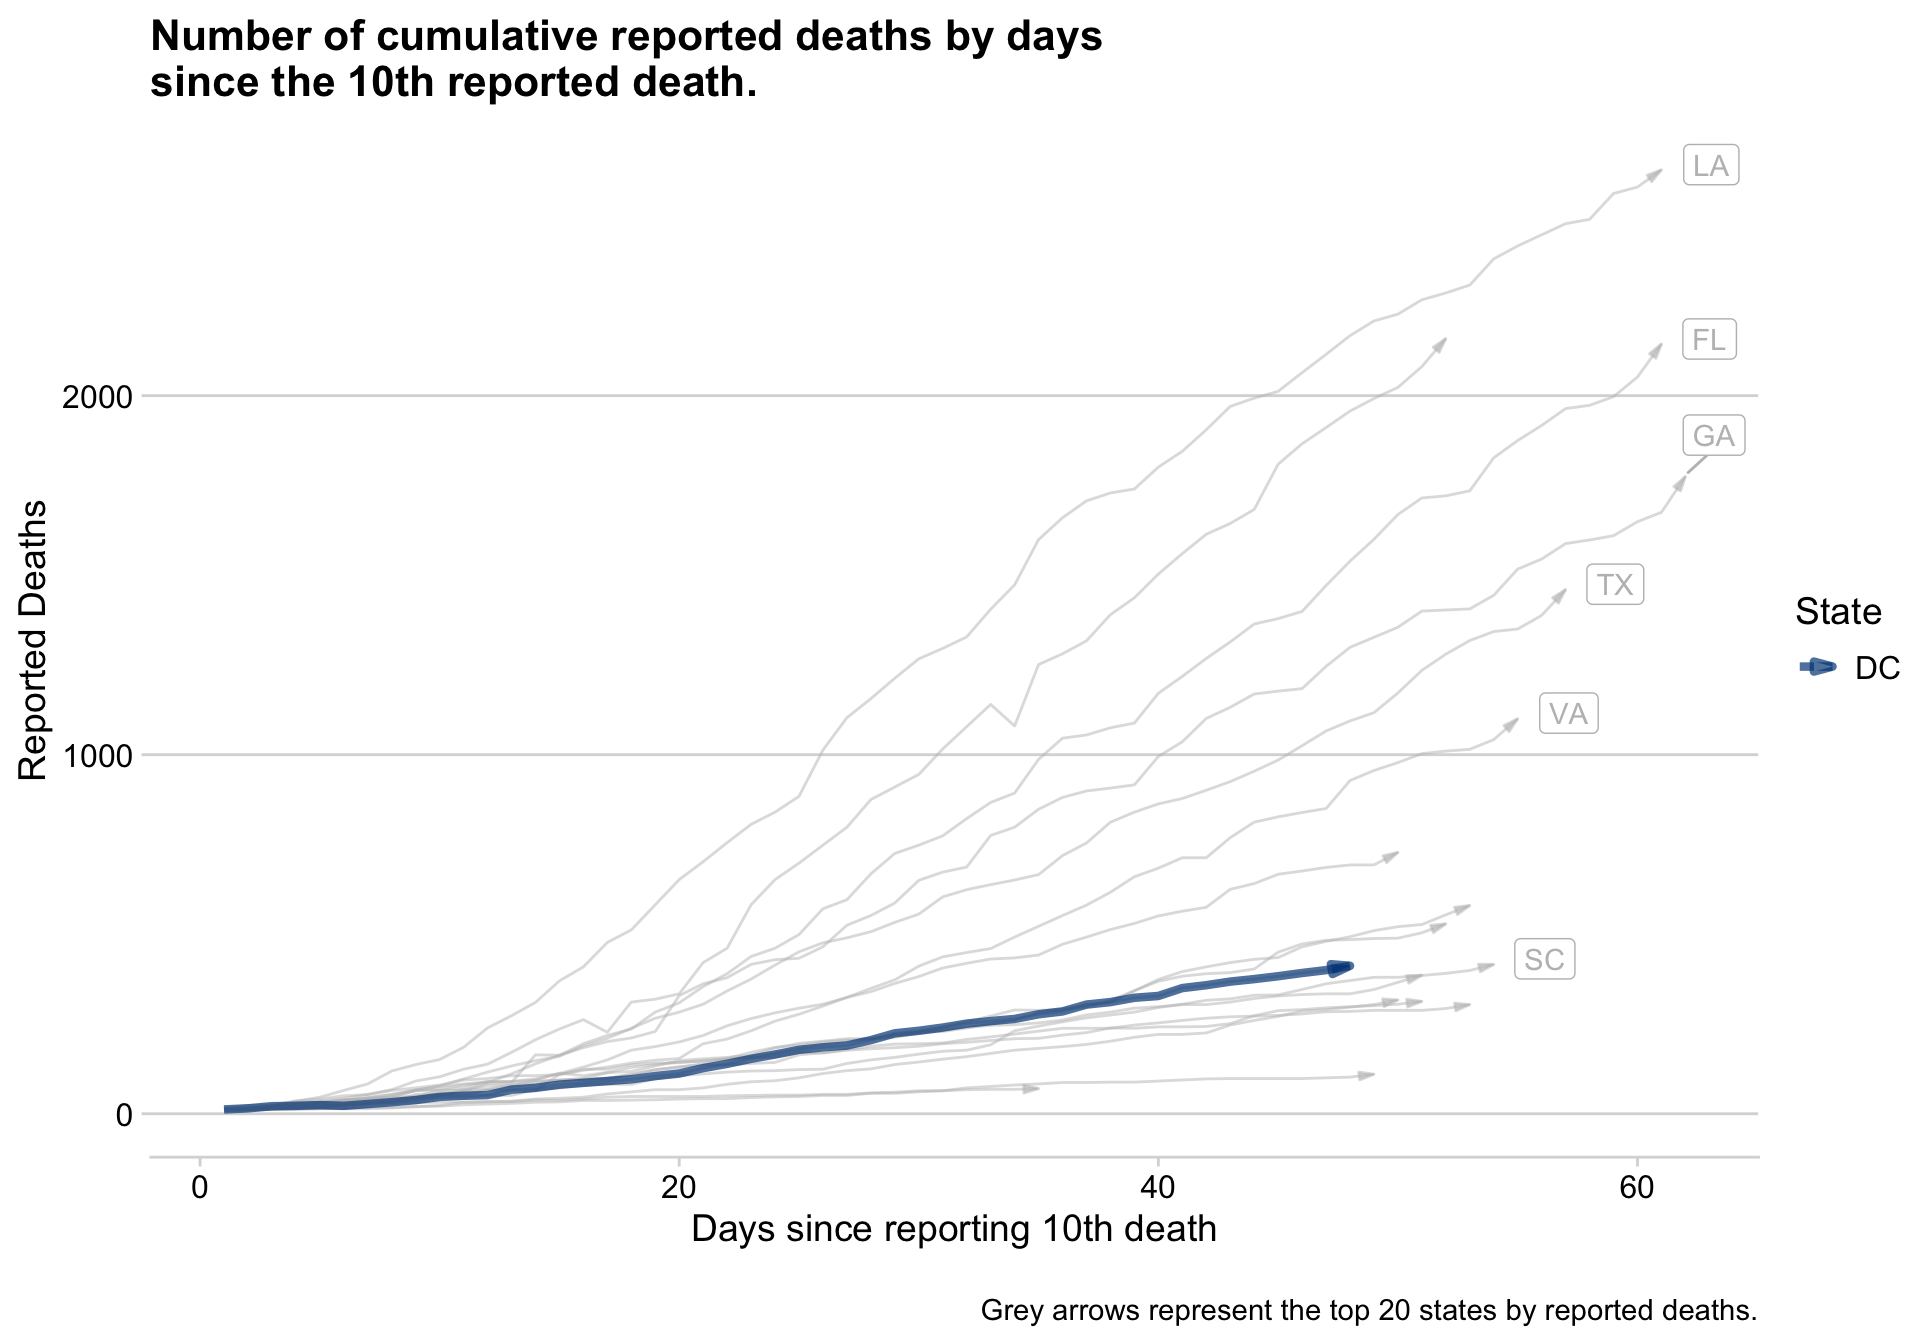 Number of cumulative reported deaths by days
since the 10th reported death.
LA
FL
2000
GA
TX
State
DC
VA
1000
SC
0
Reported Deaths
0 20 40 60
Days since reporting 10th death
Grey arrows represent the top 20 states by reported deaths.